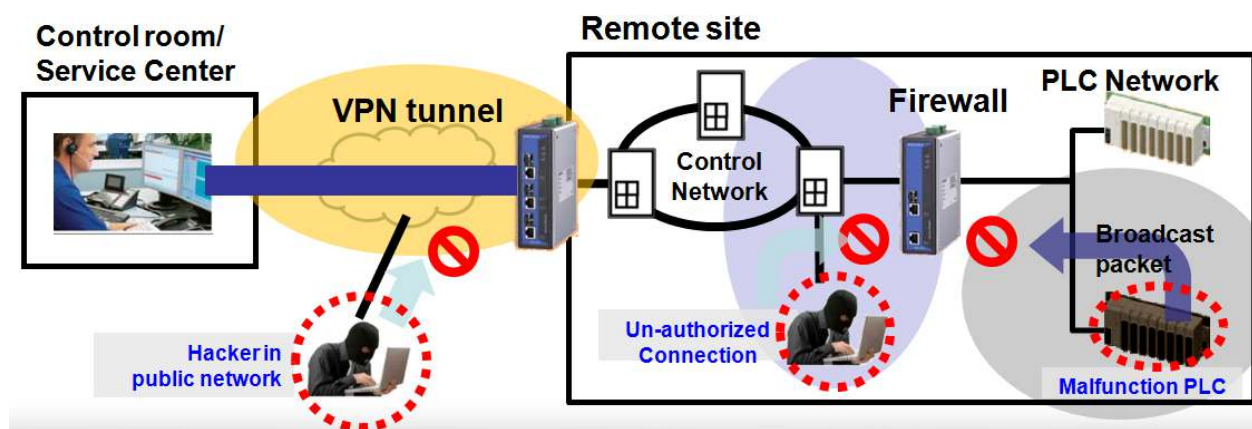 Control room/
Service Center
VPN tunnel
Hacker in
public network
Remote site
Control
Network
Firewall
PLC Network
Un-authorized
Connection
Broadcast
packet
Malfunction PLC